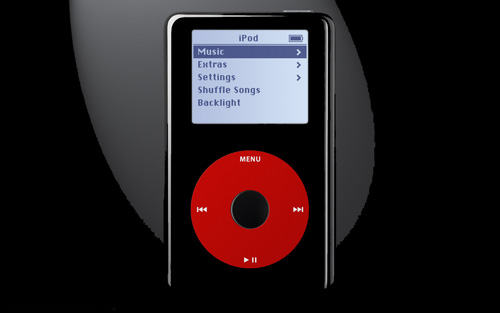 iPod
Music
Extras
Settings
Shuffle Songs
Backlight
MENU